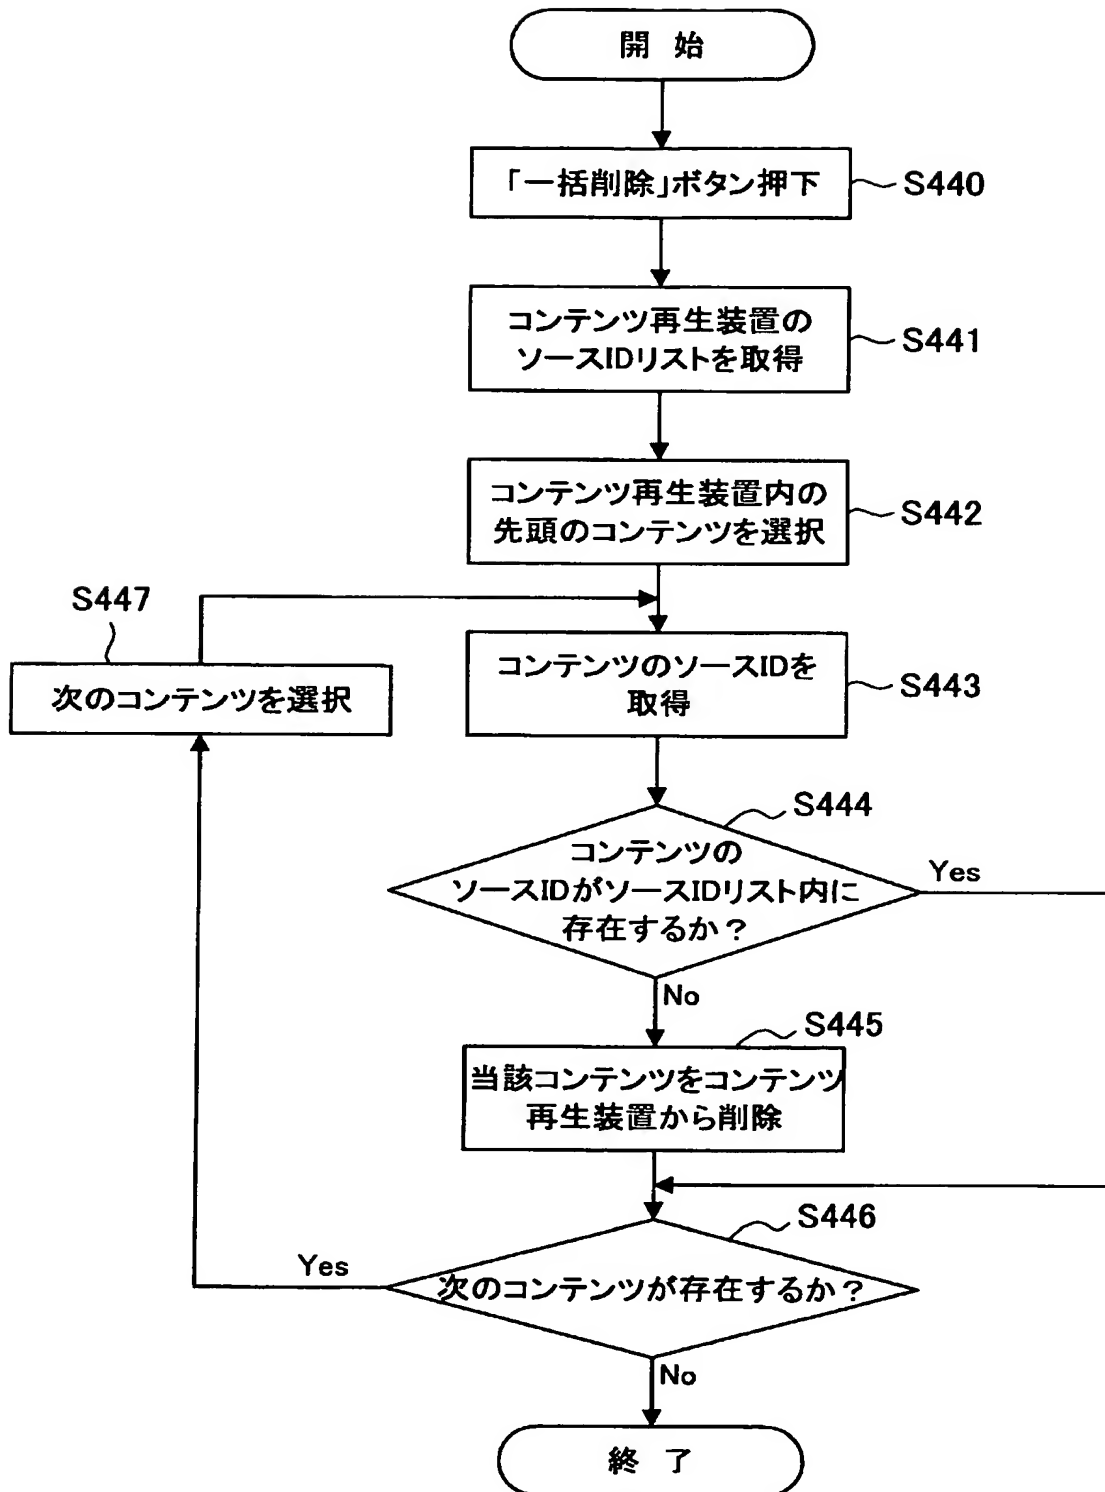 開 始
「一括削除」ボタン押下
S440
コンテンツ再生装置の
ソースIDリストを取得
S441
コンテンツ再生装置内の
先頭のコンテンツを選択
S442
S447
次のコンテンツを選択
コンテンツのソースIDを
取得
S443
S444
コンテンツの
ソースIDがソースIDリスト内に
存在するか？
Yes
No
S445
当該コンテンツをコンテンツ
再生装置から削除
S446
次のコンテンツが存在するか？
Yes
No
終 了